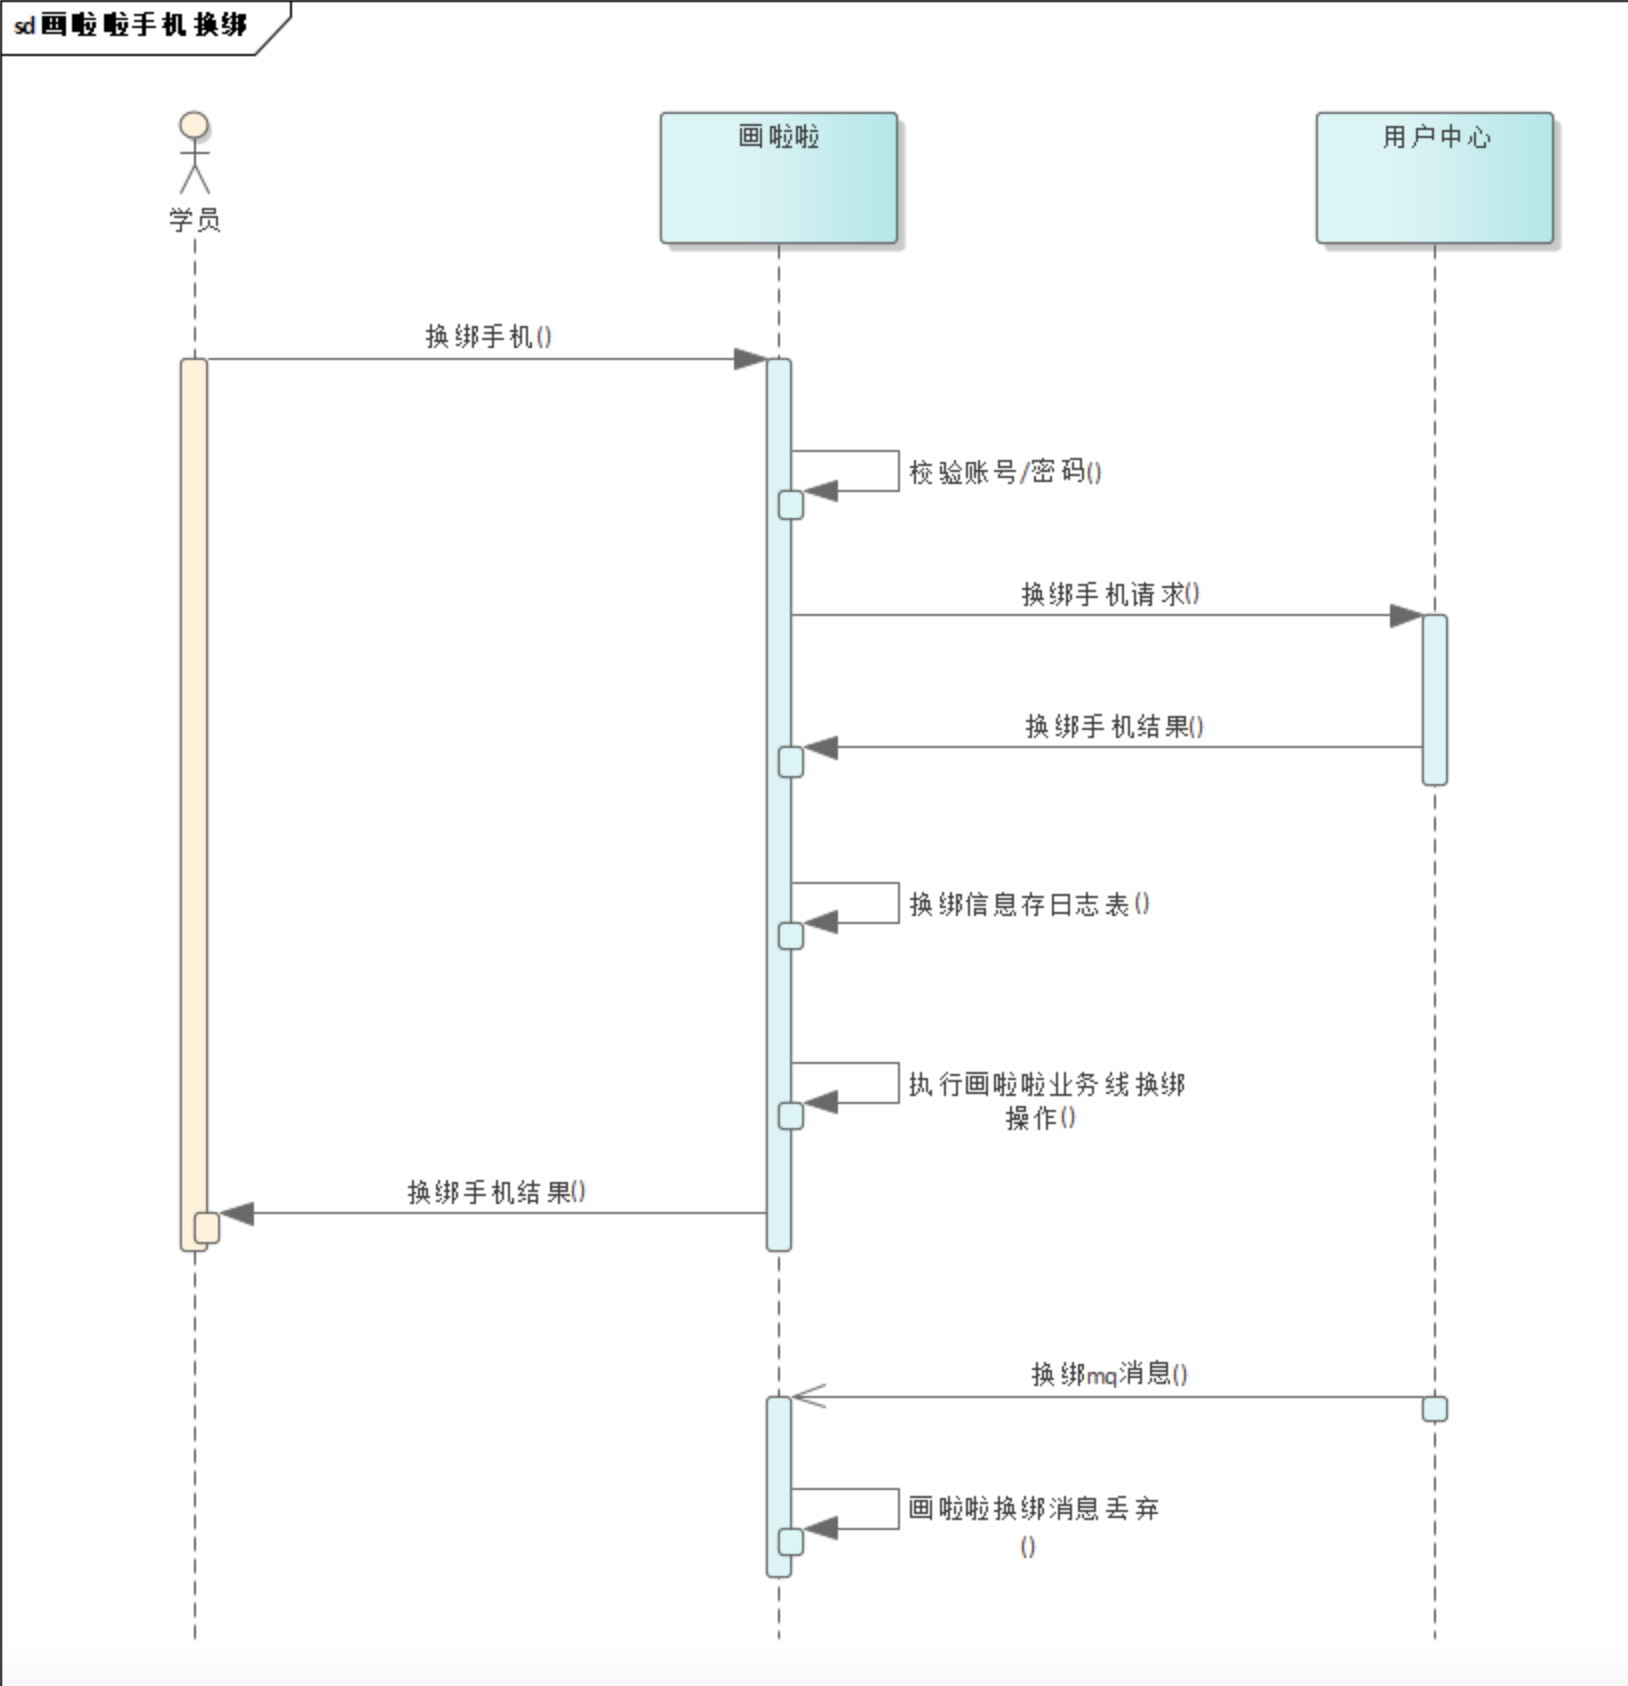 sd 画啦啦手机换绑
学员
画啦啦
用户中心
换绑手机()
校验账号/密码()
换绑手机请求()
换绑手机结果()
换绑信息存日志表()
执行画啦啦业务线换绑
操作()
换绑手机结果()
换绑mq消息()
画啦啦换绑消息丢弃
()